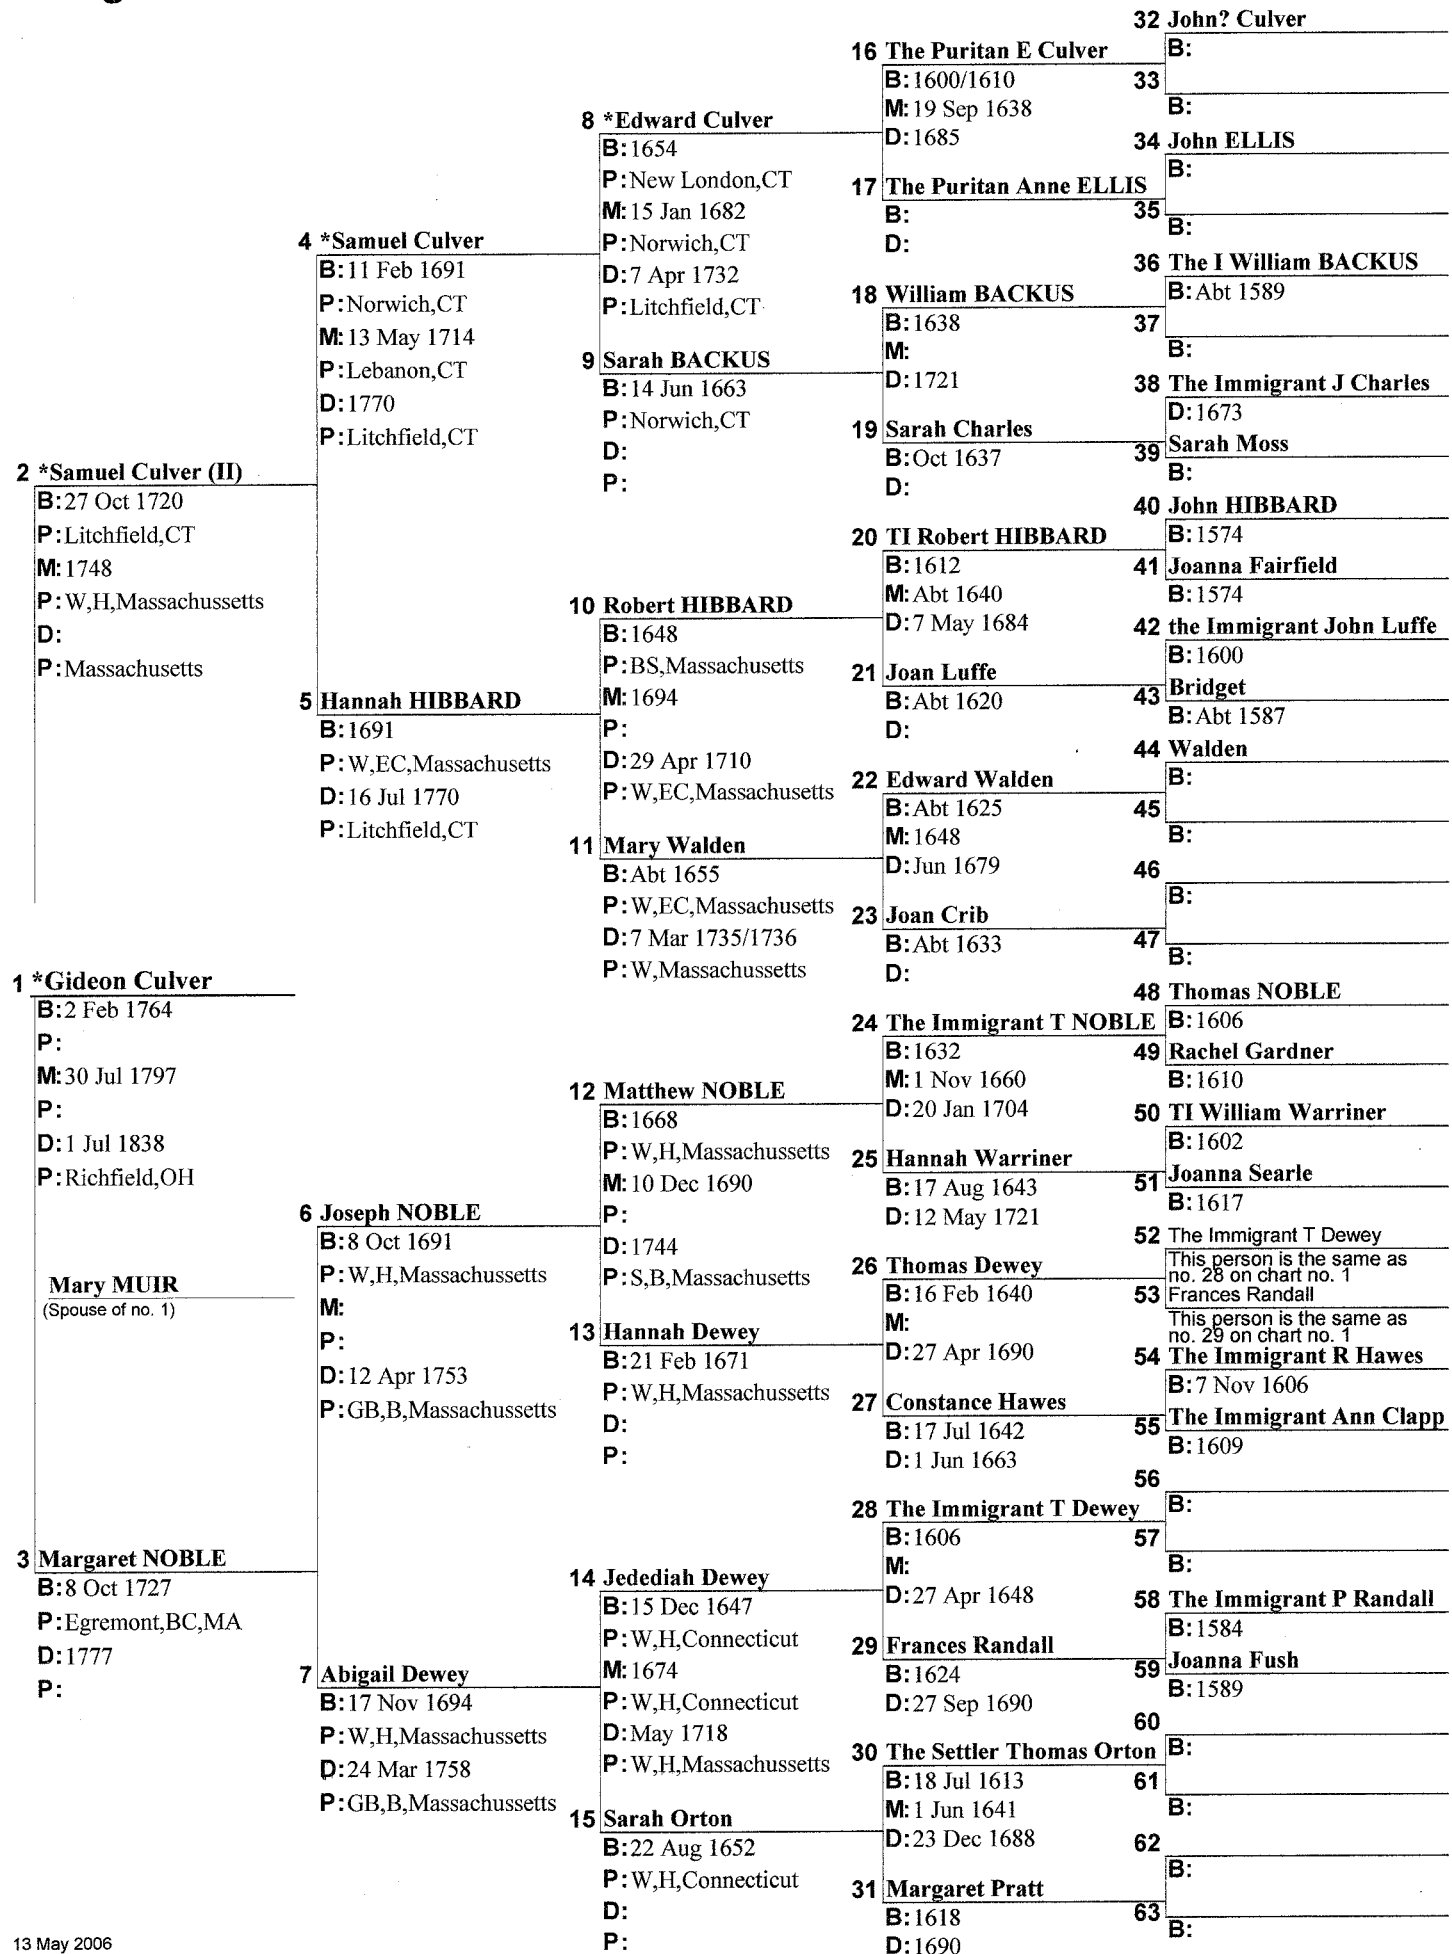 1 *Gideon Culver
B:2 Feb 1764
P:
M:30 Jul 1797
P:
D:1 Jul 1838
P:Richfield,OH
Mary MUIR
(Spouse of no. 1)
2 *Samuel Culver (II)
B:27 Oct 1720
P:Litchfield,CT
M:1748
P:W,H,Massachussetts
D:
P:Massachusetts
3 Margaret NOBLE
B:8 Oct 1727
P:Egremont,BC,MA
D:1777
P:
4 *Samuel Culver
B:11 Feb 1691
P:Norwich,CT
M:13 May 1714
P:Lebanon,CT
D:1770
P:Litchfield,CT
5 Hannah HIBBARD
B:1691
P:W,EC,Massachusetts
D:16 Jul 1770
P:Litchfield,CT
6 Joseph NOBLE
B:8 Oct 1691
P:W,H,Massachussetts
M:
P:
D:12 Apr 1753
P:GB,B,Massachusetts
7 Abigail Dewey
B:17 Nov 1694
P:W,H,Massachusetts
D:24 Mar 1758
P:GB,B,Massachusetts
8 *Edward Culver
B:1654
P:New London,CT
M:15 Jan 1682
P:Norwich,CT
D:7 Apr 1732
P:Litchfield,CT
9 Sarah BACKUS
B:14 Jun 1663
P:Norwich,CT
D:
P:
10 Robert HIBBARD
B:1648
P:BS,Massachusetts
M:1694
P:
D:29 Apr 1710
P:W,EC,Massachusetts
11 Mary Walden
B:Abt 1655
P:W,EC,Massachusetts
D:7 Mar 1735/1736
P:W,Massachussetts
12 Matthew NOBLE
B:1668
P:W,H,Massachusetts
M:10 Dec 1690
P:
D:1744
P:S,B,Massachusetts
13 Hannah Dewey
B:21 Feb 1671
P:W,H,Massachusetts
D:
P:
14 Jedediah Dewey
B:15 Dec 1647
P:W,H,Connecticut
M:1674
P:W,H,Connecticut
D:May 1718
P:W,H,Massachussetts
15 Sarah Orton
B:22 Aug 1652
P:W,H,Connecticut
D:
P:
16 The Puritan E Culver
B:1600/1610
M:19 Sep 1638
D:1685
17 The Puritan Anne ELLIS
B:
D:
18 William BACKUS
B:1638
M:
D:1721
19 Sarah Charles
B:Oct 1637
D:
20 TI Robert HIBBARD
B:1612
M:Abt 1640
D:7 May 1684
21 Joan Luffe
B:Abt 1620
D:
22 Edward Walden
B:Abt 1625
M:1648
D:Jun 1679
23 Joan Crib
B:Abt 1633
D:
24 The Immigrant T NOBLE
B:1632
M:1 Nov 1660
D:20 Jan 1704
25 Hannah Warriner
B:17 Aug 1643
D:12 May 1721
26 Thomas Dewey
B:16 Feb 1640
M:
D:27 Apr 1690
27 Constance Hawes
B:17 Jul 1642
D:1 Jun 1663
28 The Immigrant T Dewey
B:1606
M:
D:27 Apr 1648
29 Frances Randall
B:1624
D:27 Sep 1690
30 The Settler Thomas Orton
B:18 Jul 1613
M:1 Jun 1641
D:23 Dec 1688
31 Margaret Pratt
B:1618
D:1690
32 John? Culver
B:
33
B:
34 John ELLIS
B:
35
B:
36 The I William BACKUS
B:Abt 1589
37
B:
38 The Immigrant J Charles
D:1673
39 Sarah Moss
B:
40 John HIBBARD
B:1574
41 Joanna Fairfield
B:1574
42 the Immigrant John Luffe
B:1600
43 Bridget
B:Abt 1587
44 Walden
B:
45
B:
46
B:
47
B:
48 Thomas NOBLE
B:1606
49 Rachel Gardner
B:1610
50 TI William Warriner
B:1602
51 Joanna Searle
B:1617
52 The Immigrant T Dewey
This person is the same as
no. 28 on chart no. 1
53 Frances Randall
This person is the same as
no. 29 on chart no. 1
54 The Immigrant R Hawes
B:7 Nov 1606
55 The Immigrant Ann Clapp
B:1609
56
B:
57
B:
58 The Immigrant P Randall
B:1584
59 Joanna Fush
B:1589
60
B:
61
B:
62
B:
63
B:
13 May 2006